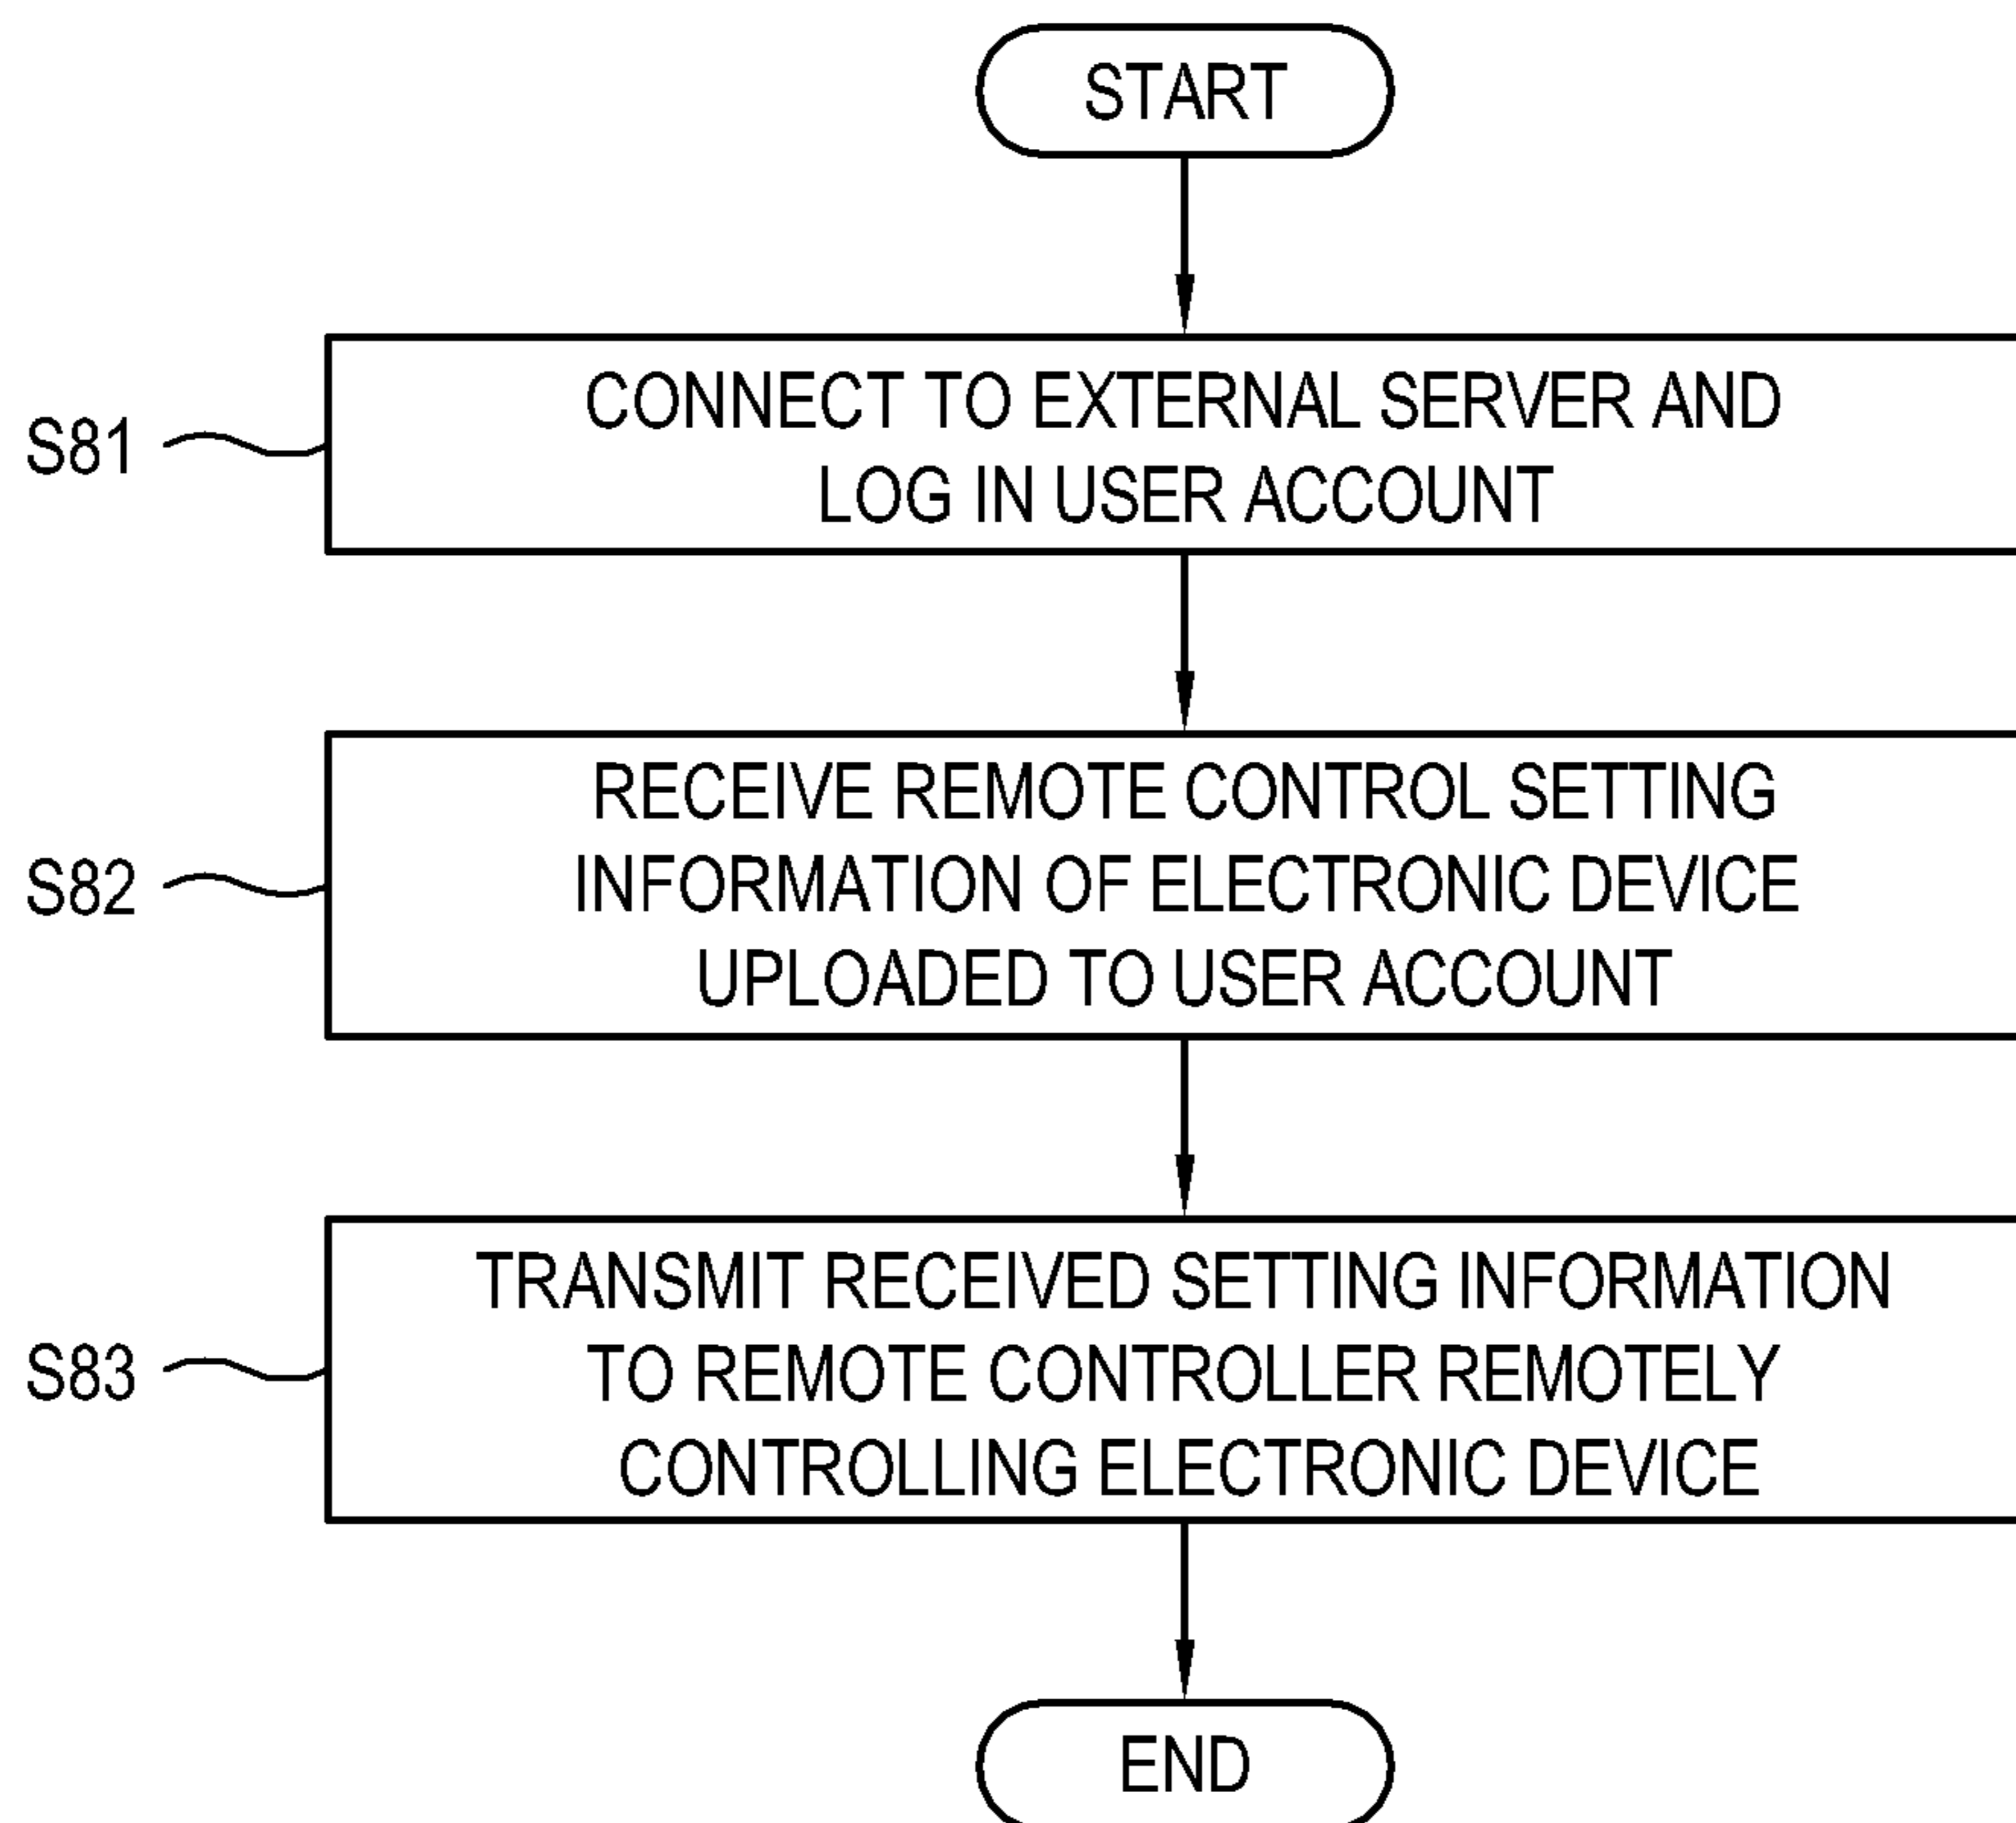 START
S81
CONNECT TO EXTERNAL SERVER AND
LOG IN USER ACCOUNT
S82
RECEIVE REMOTE CONTROL SETTING
INFORMATION OF ELECTRONIC DEVICE
UPLOADED TO USER ACCOUNT
S83
TRANSMIT RECEIVED SETTING INFORMATION
TO REMOTE CONTROLLER REMOTELY
CONTROLLING ELECTRONIC DEVICE
END